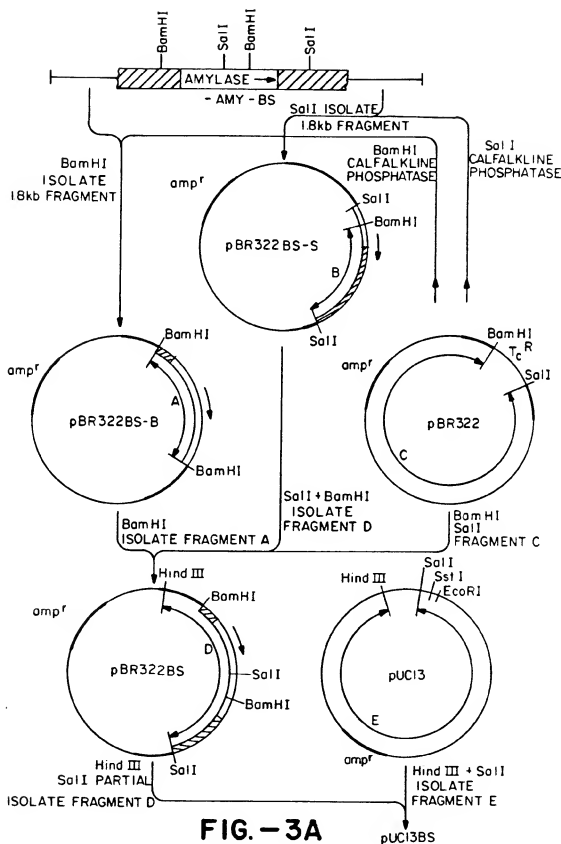 BamHI
SalI
BamHI
SalI
AMYLASE →
-AMY-BS
SalI ISOLATE
1.8kb FRAGMENT
BamHI
ISOLATE
1.8kb FRAGMENT
BamHI
CALFALKLINE
PHOSPHATASE
SalI
CALFALKLINE
PHOSPHATASE
amp^r
SalI
BamHI
pBR322BS-S
B
SalI
amp^r
BamHI
pBR322BS-B
A
BamHI
amp^r
BamHI
Tc^R
SalI
pBR322
C
BamHI
ISOLATE FRAGMENT A
SalI + BamHI
ISOLATE
FRAGMENT D
BamHI
SalI
FRAGMENT C
amp^r
Hind III
BamHI
pBR322BS
D
SalI
BamHI
SalI
Hind III
SalI
SstI
EcoRI
pUC13
E
amp^r
Hind III
SalI PARTIAL
ISOLATE FRAGMENT D
Hind III + SalI
ISOLATE
FRAGMENT E
FIG. - 3A
pUC13BS